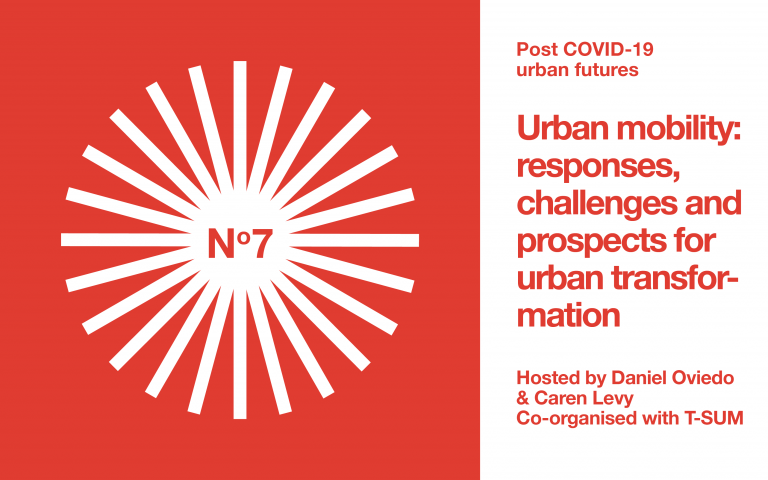 Nº7
Post COVID-19
urban futures
Urban mobility:
responses,
challenges and
prospects for
urban transfor-
mation
Hosted by Daniel Oviedo
& Caren Levy
Co-organised with T-SUM